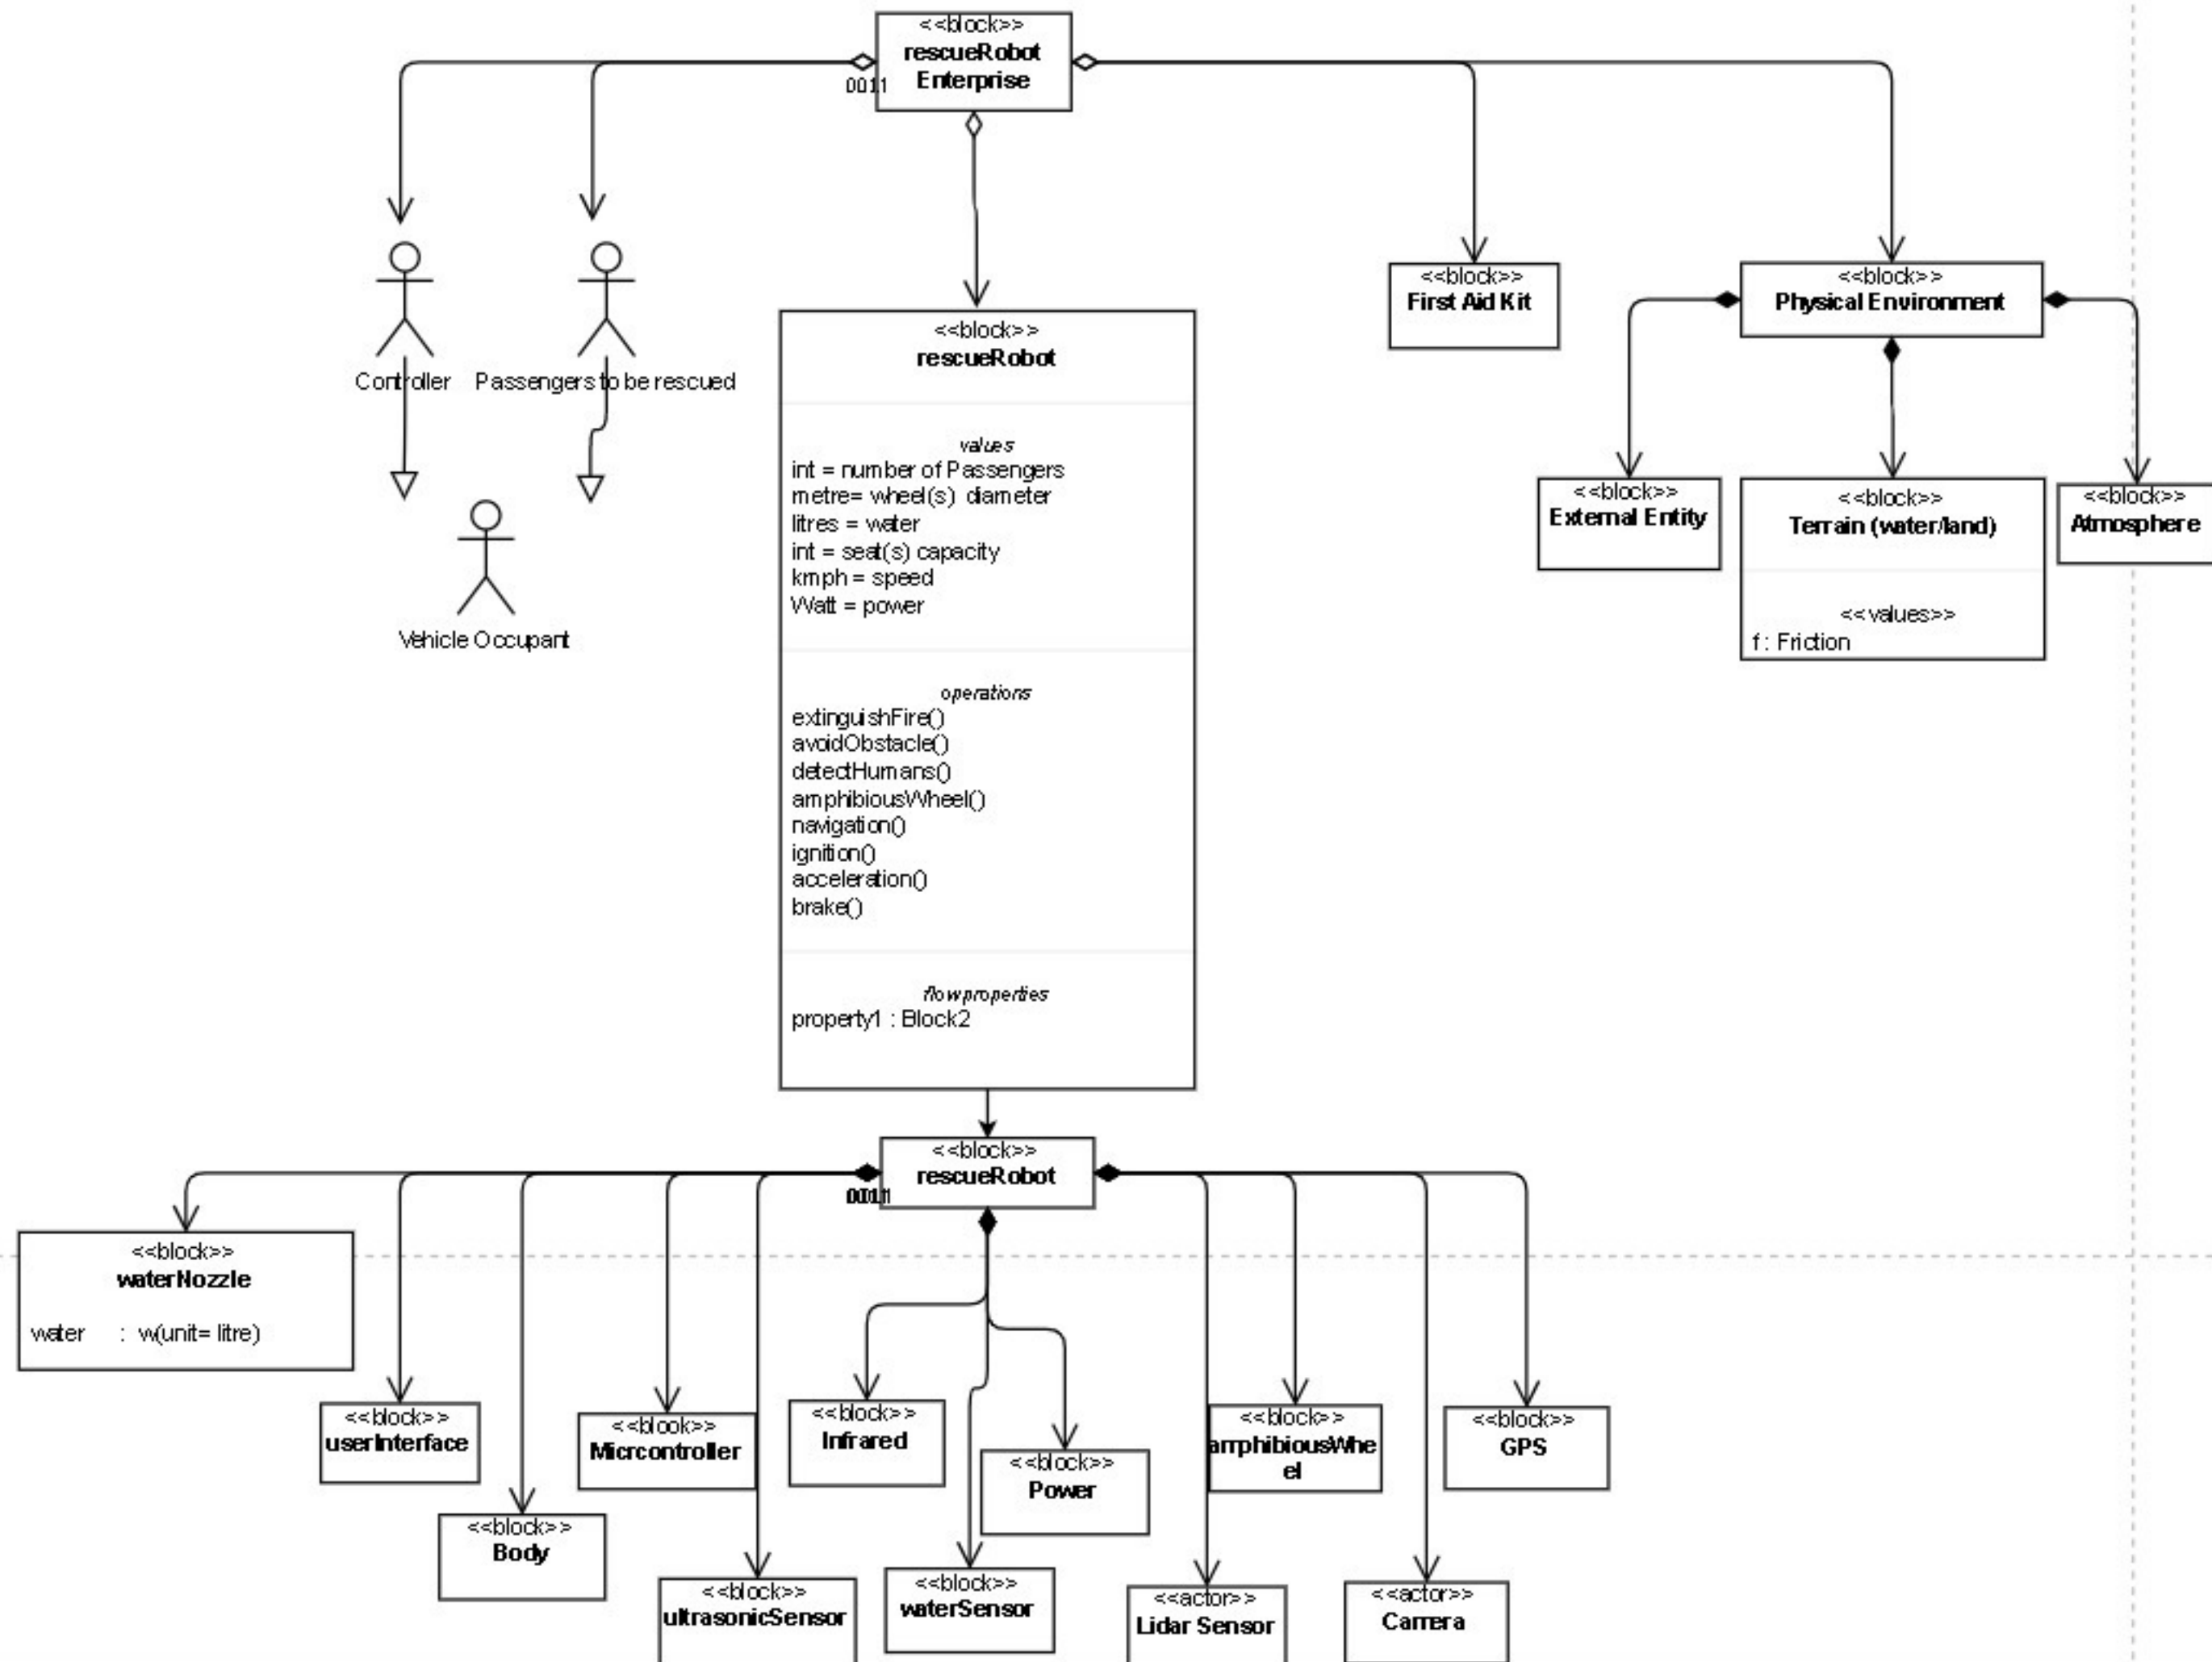 <<block>>
rescueRobot
Enterprise
0011
Controller
Passengers to be rescued
Vehicle Occupant
<<block>>
rescueRobot
values
int = number of Passengers
metre= wheel(s) diameter
litres = water
int = seat(s) capacity
kmph = speed
Watt = power
operations
extinguishFire()
avoidObstacle()
detectHumans()
amphibiousWheel()
navigation()
ignition()
acceleration()
brake()
flowproperties
property1 : Block2
<<block>>
First Aid Kit
<<block>>
Physical Environment
<<block>>
External Entity
<<block>>
Terrain (water/land)
<<values>>
f : Friction
<<block>>
Atmosphere
<<block>>
rescueRobot
<<block>>
waterNozzle
water : w(unit= litre)
<<block>>
userInterface
<<block>>
Body
<<block>>
Micrcontroller
<<block>>
ultrasonicSensor
<<block>>
Infrared
<<block>>
waterSensor
<<block>>
Power
<<actor>>
Lidar Sensor
<<block>>
amphibiousWhe
el
<<actor>>
Camera
<<block>>
GPS